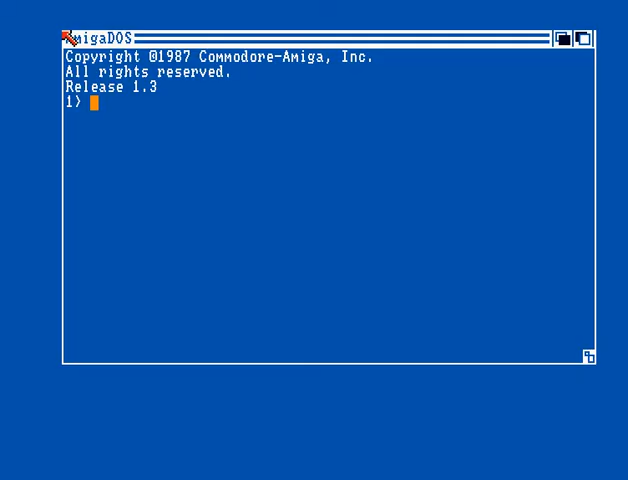 AmigaDOS
Copyright ©1987 Commodore-Amiga, Inc.
All rights reserved.
Release 1.3
1>